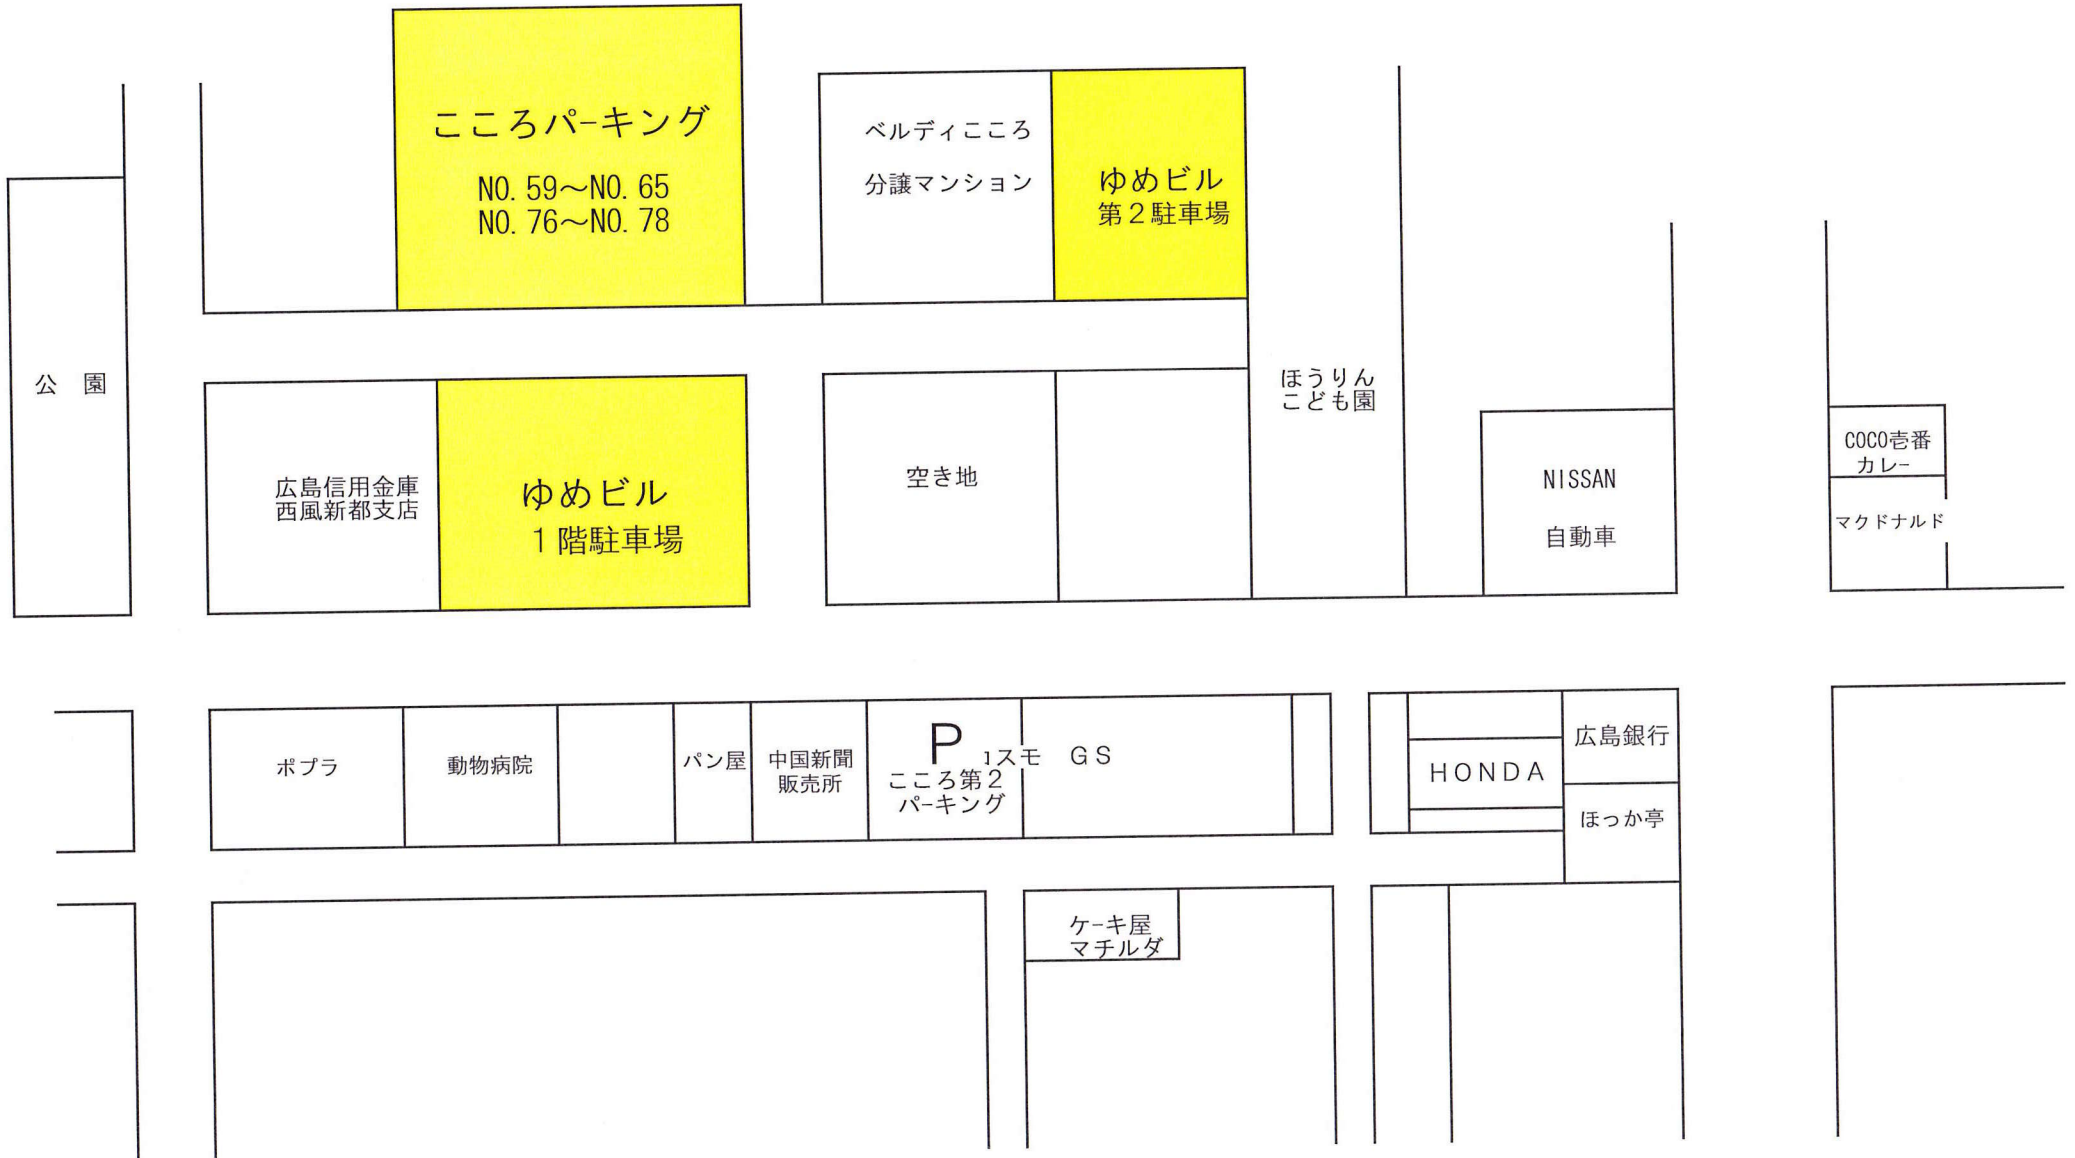 こころパーキング
NO.59～NO.65
NO.76～NO.78
ベルディこころ
分譲マンション
ゆめビル
第２駐車場
公　園
広島信用金庫
西風新都支店
ゆめビル
１階駐車場
空き地
ほうりん
こども園
NISSAN
自動車
COCO壱番
カレー
マクドナルド
ポプラ
動物病院
パン屋
中国新聞
販売所
P
こころ第２
パーキング
コスモ　ＧＳ
ＨＯＮＤＡ
広島銀行
ほっか亭
ケーキ屋
マチルダ